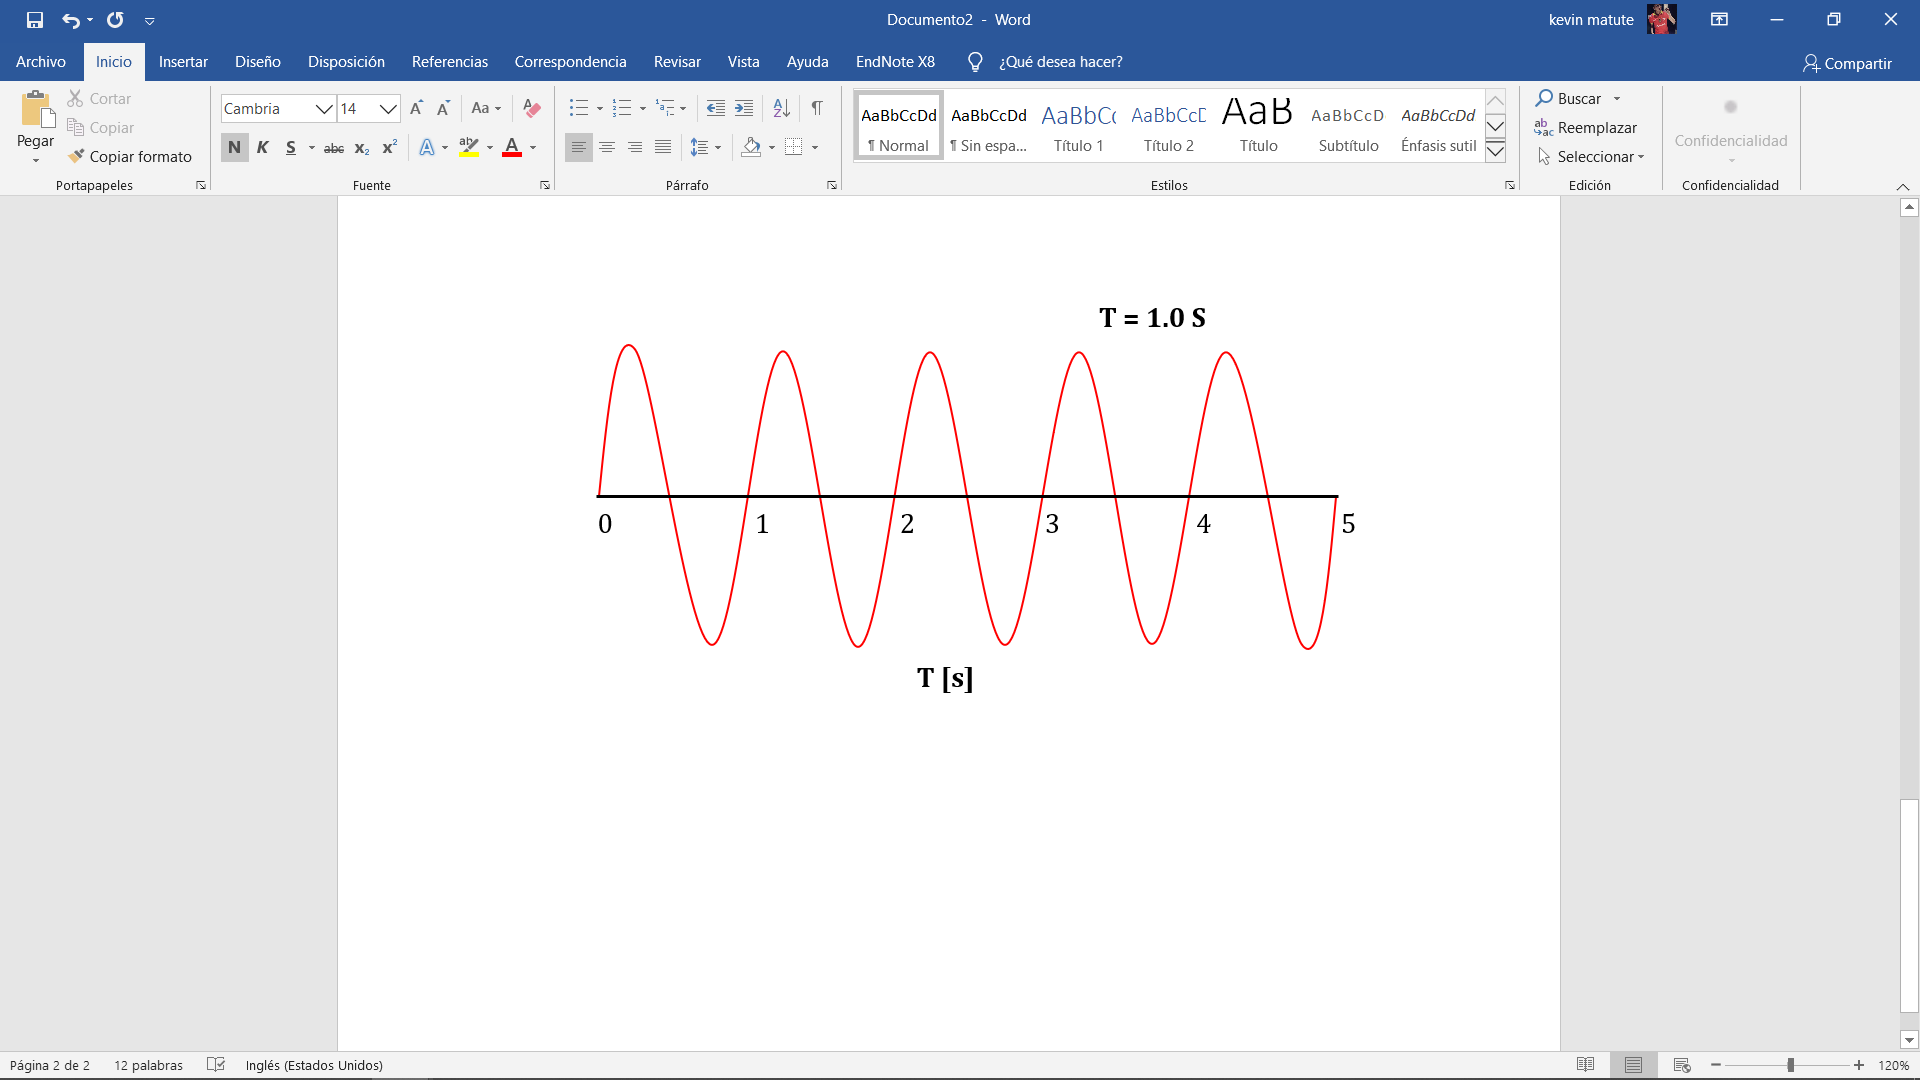 Documento2 - Word
kevin matute
Archivo Inicio Insertar Diseño Disposición Referencias Correspondencia Revisar Vista Ayuda EndNote X8 ¿Qué desea hacer? Compartir
Pegar
Cortar
Copiar
Copiar formato
Portapapeles
Cambria 14
Aa
N K S abc x₂ x² A ab A
Fuente
Párrafo
AaBbCcDd AaBbCcDd AaBbCc AaBbCcE AaB AaBbCcD AaBbCcDd
¶ Normal ¶ Sin espa... Título 1 Título 2 Título Subtítulo Énfasis sutil
Estilos
Buscar
Reemplazar
Seleccionar
Edición
Confidencialidad
Confidencialidad
T = 1.0 S
0 1 2 3 4 5
T [s]
Página 2 de 2 12 palabras Inglés (Estados Unidos) 120%